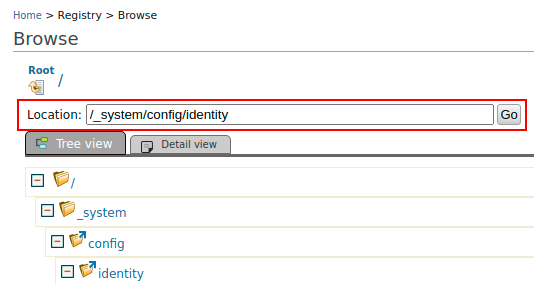 Home > Registry > Browse
Browse
Root
/
Location: /_system/config/identity Go
Tree view Detail view
/
_system
config
identity